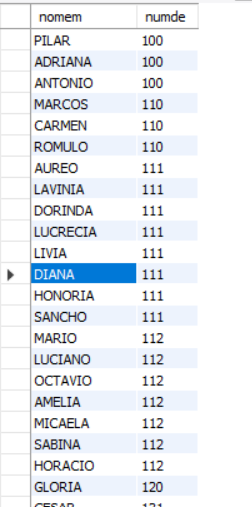 nomem numde
PILAR 100
ADRIANA 100
ANTONIO 100
MARCOS 110
CARMEN 110
ROMULO 110
AUREO 111
LAVINIA 111
DORINDA 111
LUCRECIA 111
LIVIA 111
DIANA 111
HONORIA 111
SANCHO 111
MARIO 112
LUCIANO 112
OCTAVIO 112
AMELIA 112
MICAELA 112
SABINA 112
HORACIO 112
GLORIA 120
CESAR 121